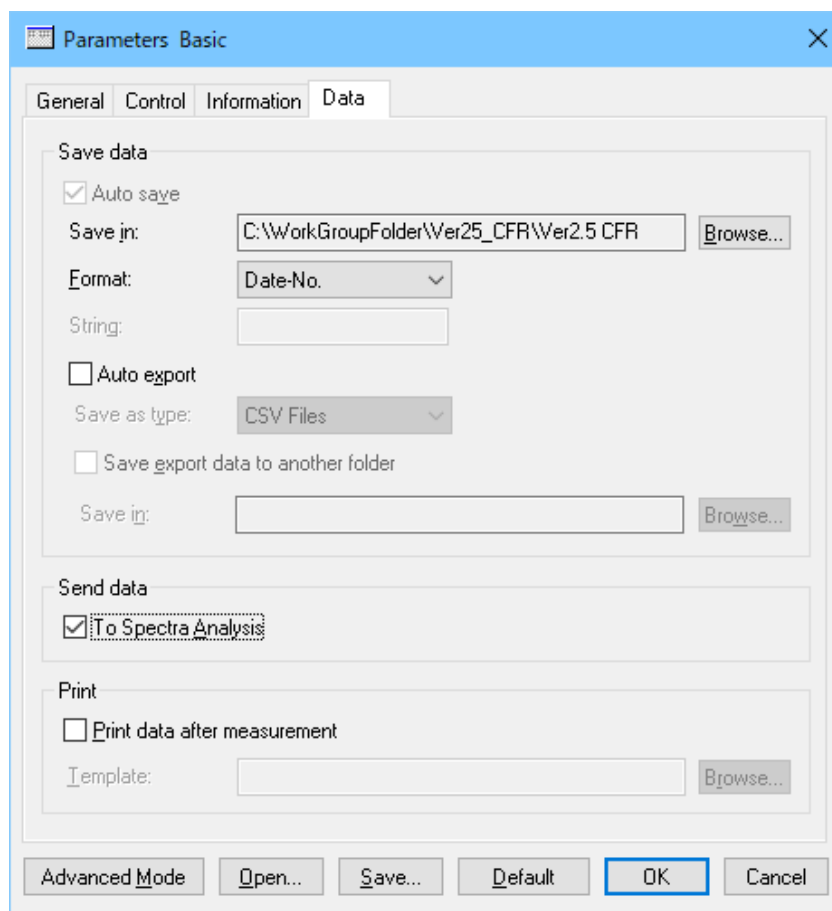 Parameters Basic
General Control Information Data
Save data
Auto save
Save in: C:\WorkGroupFolder\Ver25_CFR\Ver2.5 CFR Browse...
Format: Date-No.
String:
Auto export
Save as type: CSV Files
Save export data to another folder
Save in: Browse...
Send data
To Spectra Analysis
Print
Print data after measurement
Template: Browse...
Advanced Mode Open... Save... Default OK Cancel